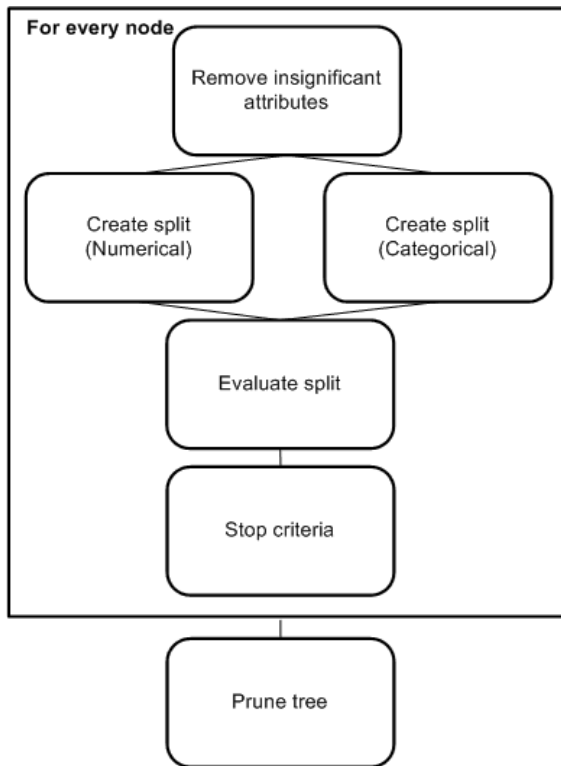 For every node
Remove insignificant
attributes
Create split
(Numerical)
Create split
(Categorical)
Evaluate split
Stop criteria
Prune tree